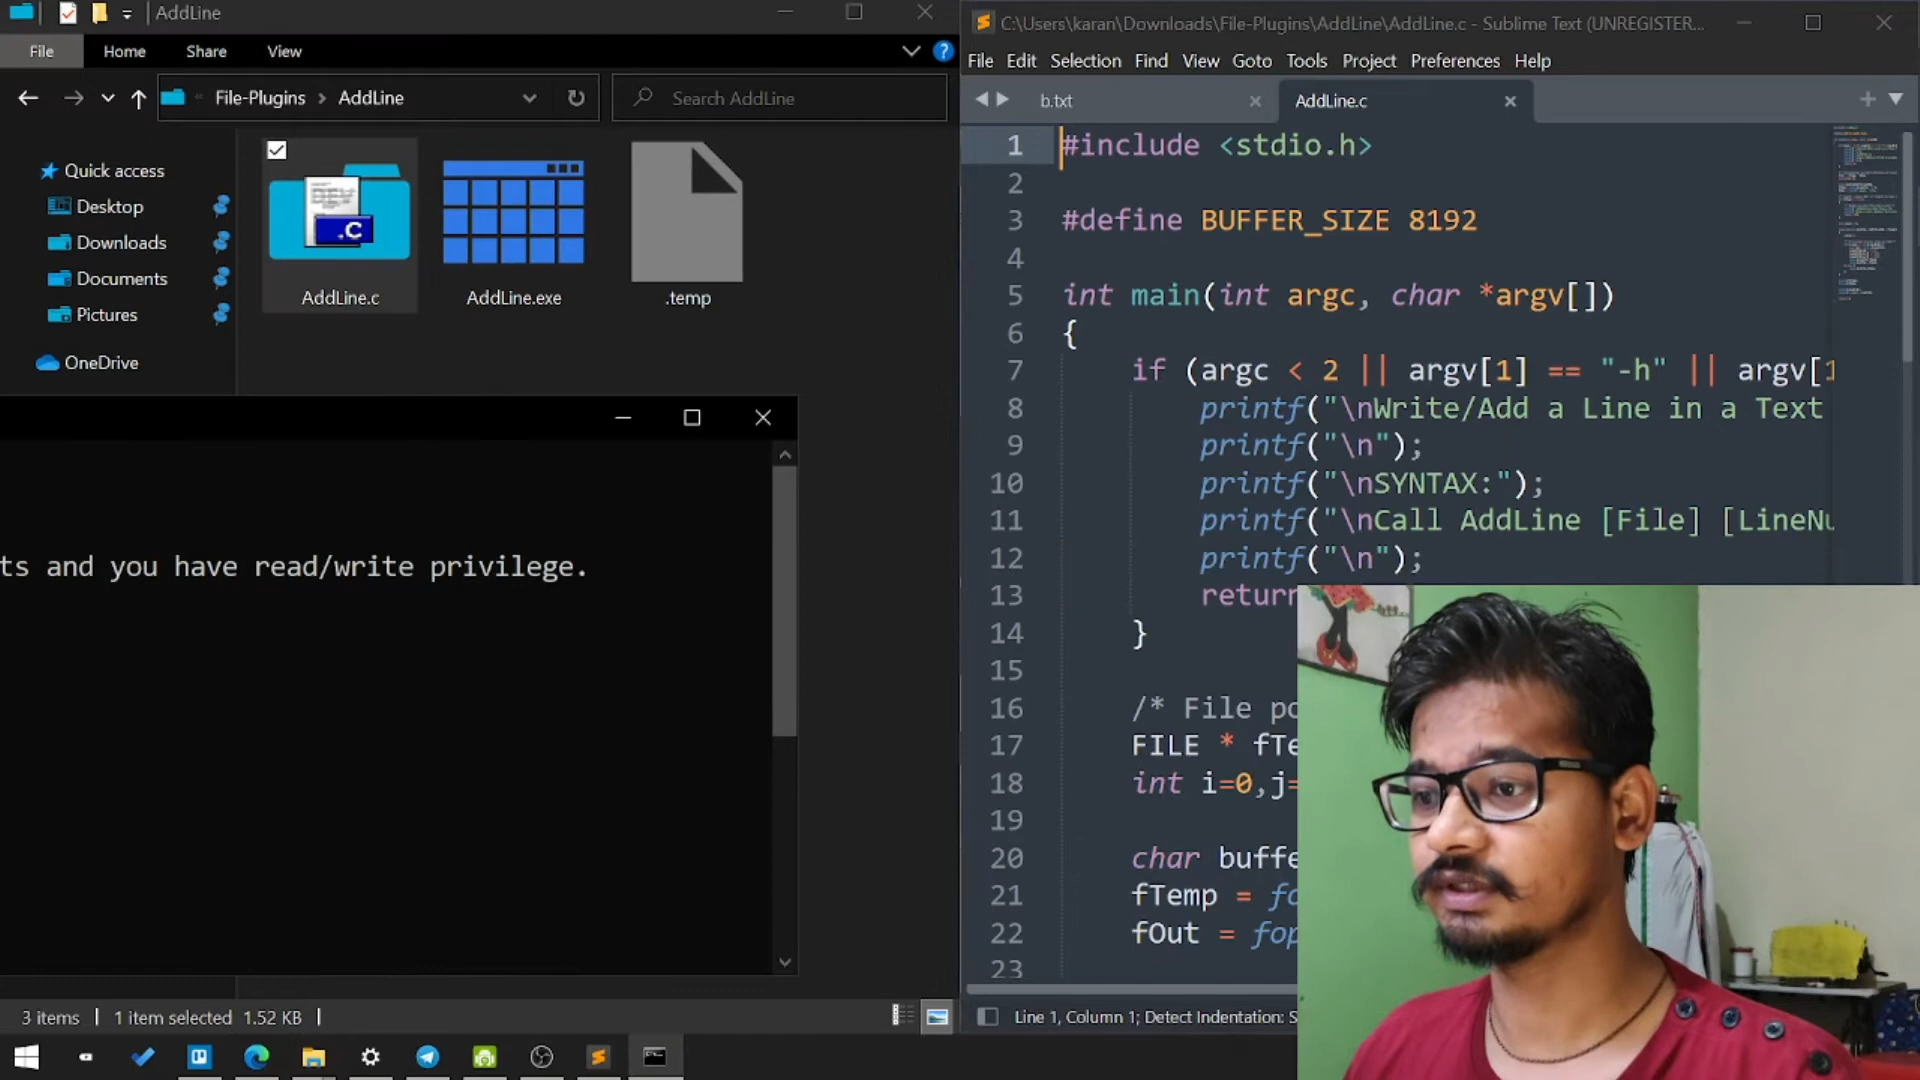 AddLine
File Home Share View
File-Plugins > AddLine
Search AddLine
Quick access
Desktop
Downloads
Documents
Pictures
OneDrive
.C
AddLine.c
AddLine.exe
.temp
ts and you have read/write privilege.
3 items | 1 item selected 1.52 KB |
C:\Users\karan\Downloads\File-Plugins\AddLine\AddLine.c - Sublime Text (UNREGISTER...
File Edit Selection Find View Goto Tools Project Preferences Help
b.txt
AddLine.c
1 #include <stdio.h>
2
3 #define BUFFER_SIZE 8192
4
5 int main(int argc, char *argv[])
6 {
7 if (argc < 2 || argv[1] == "-h" || argv[1
8 printf("\nWrite/Add a Line in a Text
9 printf("\n");
10 printf("\nSYNTAX:");
11 printf("\nCall AddLine [File] [LineNu
12 printf("\n");
13 return
14 }
15
16 /* File po
17 FILE * fTe
18 int i=0,j=
19
20 char buffe
21 fTemp = fo
22 fOut = fop
23
Line 1, Column 1; Detect Indentation: S